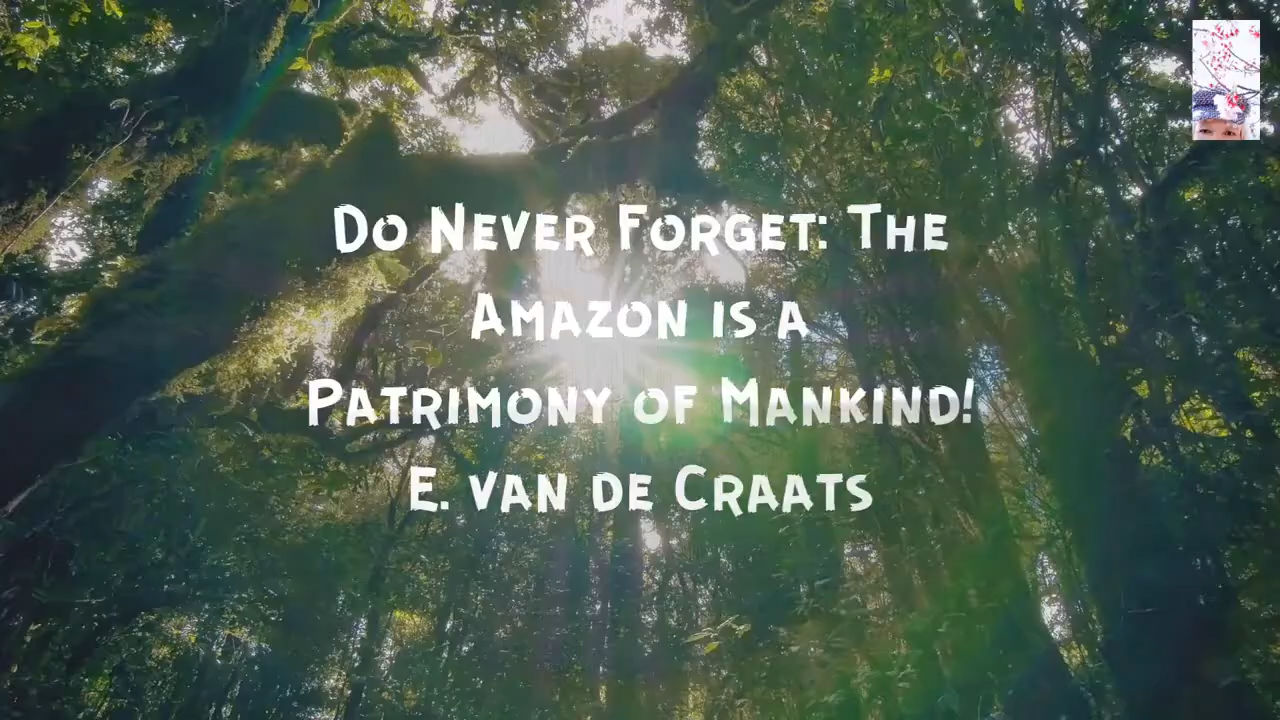 Do Never Forget: The
Amazon is a
Patrimony of Mankind!
E. van de Craats